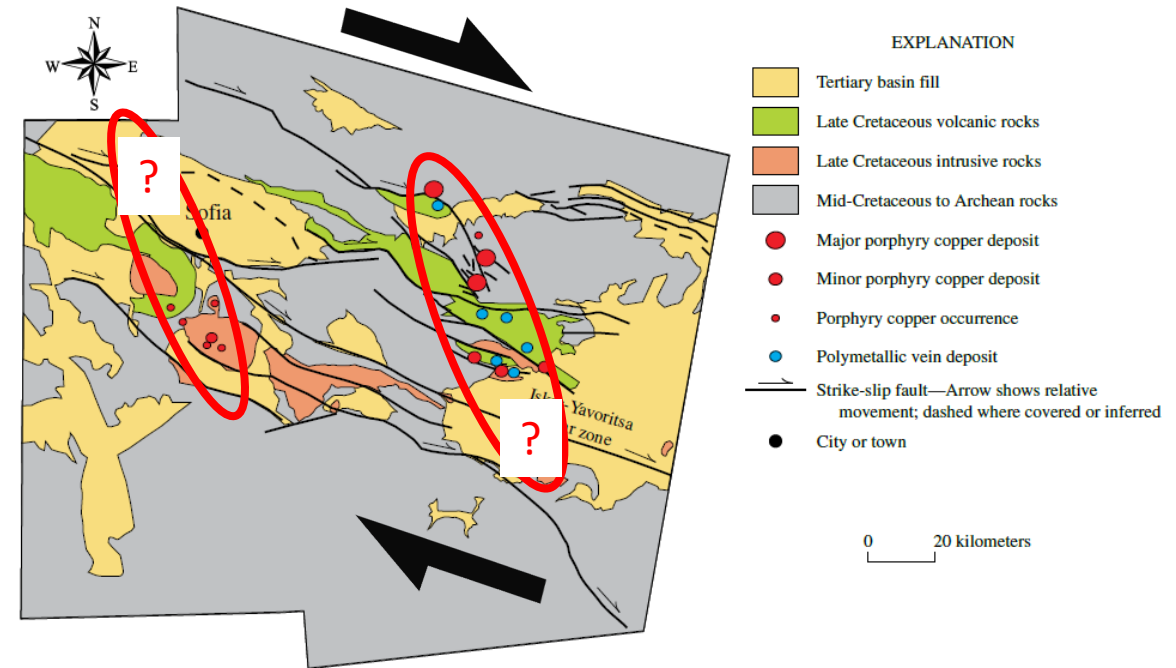 N
W E
S
?
Sofia
?
Yavoritsa
zone
EXPLANATION
Tertiary basin fill
Late Cretaceous volcanic rocks
Late Cretaceous intrusive rocks
Mid-Cretaceous to Archean rocks
Major porphyry copper deposit
Minor porphyry copper deposit
Porphyry copper occurrence
Polymetallic vein deposit
Strike-slip fault—Arrow shows relative
movement; dashed where covered or inferred
City or town
0 20 kilometers